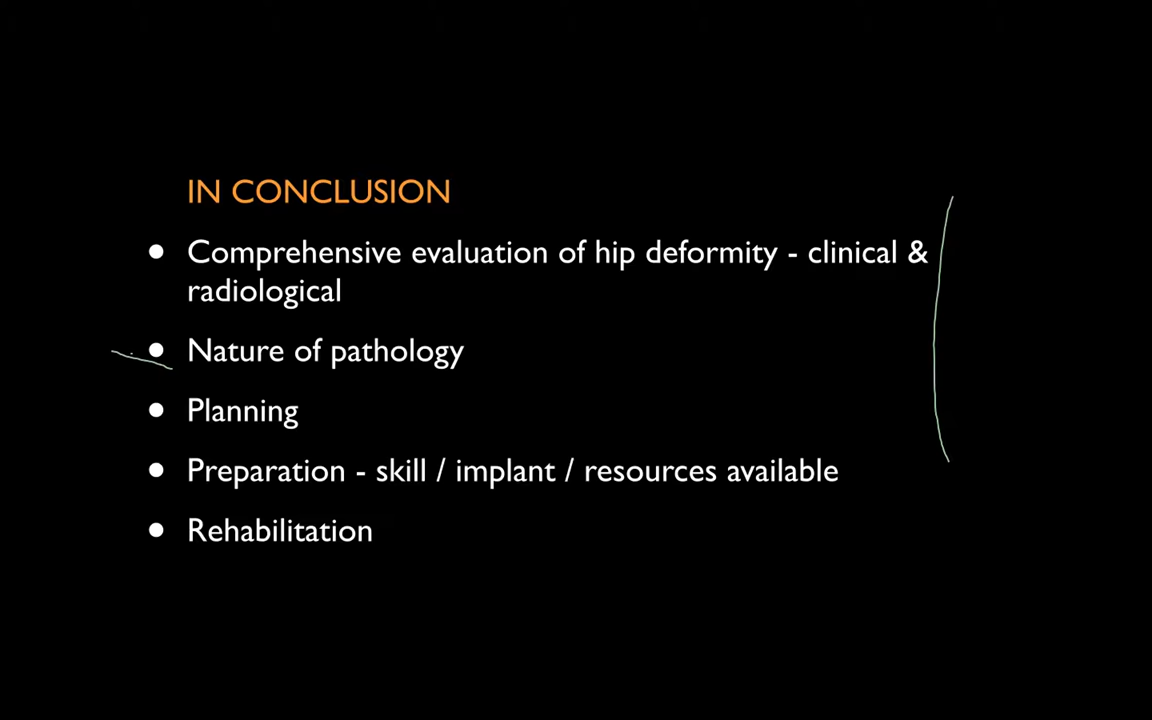 IN CONCLUSION
• Comprehensive evaluation of hip deformity - clinical &
radiological
• Nature of pathology
• Planning
• Preparation - skill / implant / resources available
• Rehabilitation